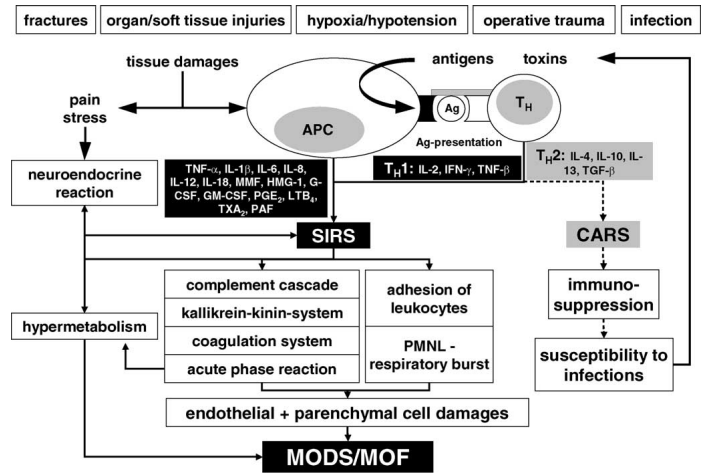 fractures
organ/soft tissue injuries
hypoxia/hypotension
operative trauma
infection
tissue damages
antigens
toxins
pain
stress
APC
Ag
TH
Ag-presentation
neuroendocrine
reaction
TNF-α, IL-1β, IL-6, IL-8,
IL-12, IL-18, MMF, HMG-1, G-
CSF, GM-CSF, PGE2, LTB4,
TXA2, PAF
TH1: IL-2, IFN-γ, TNF-β
TH2: IL-4, IL-10, IL-
13, TGF-β
SIRS
CARS
complement cascade
kallikrein-kinin-system
coagulation system
acute phase reaction
adhesion of
leukocytes
PMNL -
respiratory burst
immuno-
suppression
hypermetabolism
susceptibility to
infections
endothelial + parenchymal cell damages
MODS/MOF